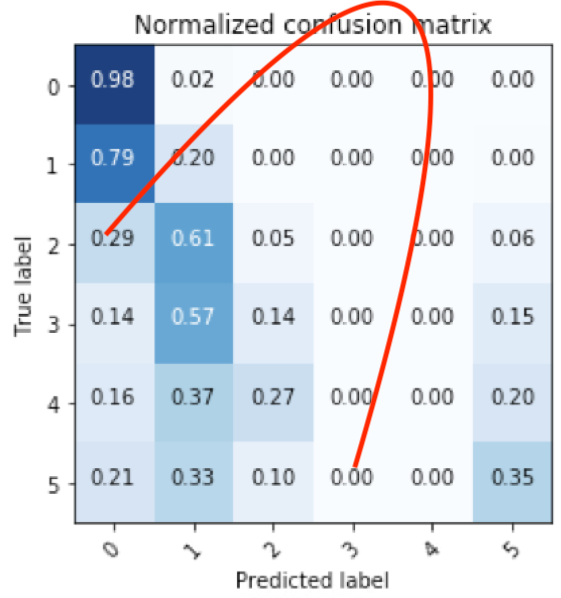 Normalized confusion matrix
0 0.98 0.02 0.00 0.00 0.00 0.00
1 0.79 0.20 0.00 0.00 0.00 0.00
2 0.29 0.61 0.05 0.00 0.00 0.06
3 0.14 0.57 0.14 0.00 0.00 0.15
4 0.16 0.37 0.27 0.00 0.00 0.20
5 0.21 0.33 0.10 0.00 0.00 0.35
True label
0 1 2 3 4 5
Predicted label